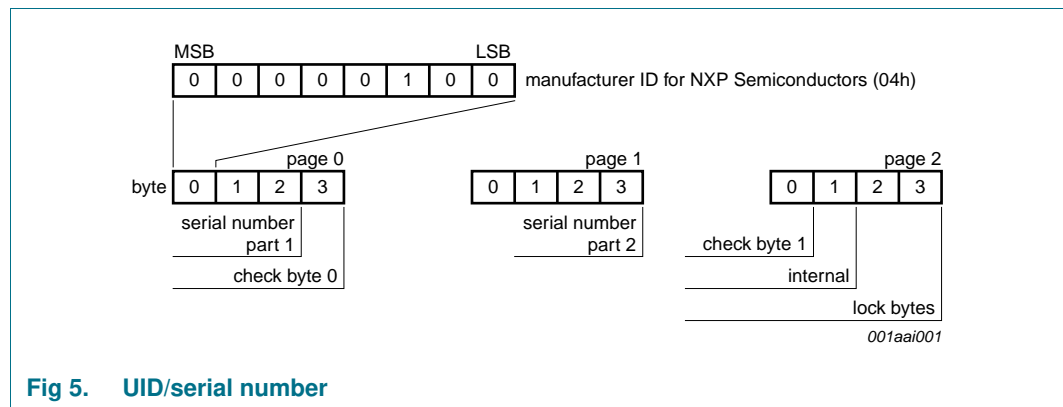 MSB LSB
0 0 0 0 0 1 0 0 manufacturer ID for NXP Semiconductors (04h)
page 0 page 1 page 2
byte 0 1 2 3 0 1 2 3 0 1 2 3
serial number serial number
part 1 part 2 check byte 1
check byte 0 internal
lock bytes
001aai001
Fig 5. UID/serial number